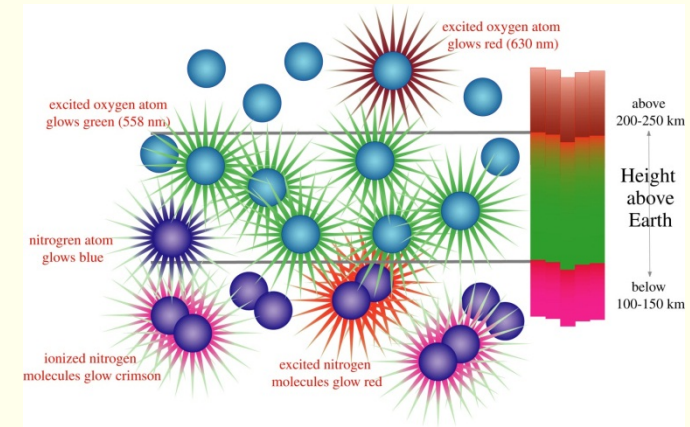 excited oxygen atom
glows red (630 nm)
excited oxygen atom
glows green (558 nm)
above
200-250 km
Height
above
Earth
nitrogren atom
glows blue
below
100-150 km
ionized nitrogen
molecules glow crimson
excited nitrogen
molecules glow red